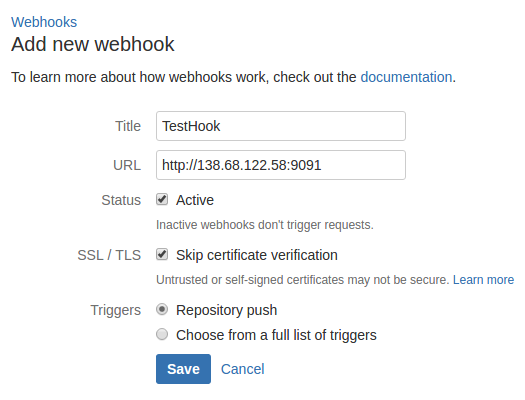 Webhooks
Add new webhook
To learn more about how webhooks work, check out the documentation.
Title TestHook
URL http://138.68.122.58:9091
Status Active
Inactive webhooks don't trigger requests.
SSL / TLS Skip certificate verification
Untrusted or self-signed certificates may not be secure. Learn more
Triggers Repository push
Choose from a full list of triggers
Save Cancel